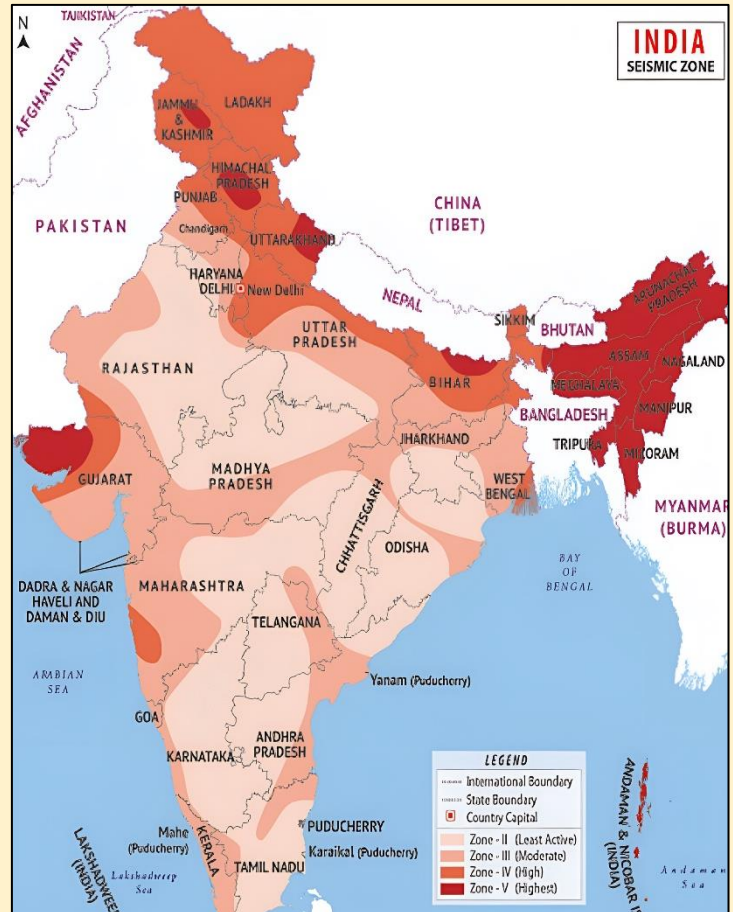 N
TAJIKISTAN
INDIA
SEISMIC ZONE
AFGHANISTAN
LADAKH
JAMMU
&
KASHMIR
HIMACHAL
PRADESH
PUNJAB
CHINA
(TIBET)
PAKISTAN
Chandigarh
UTTARAKHAND
HARYANA
DELHI
New Delhi
NEPAL
ARUNACHAL
PRADESH
SIKKIM
BHUTAN
UTTAR
PRADESH
RAJASTHAN
ASSAM
NAGALAND
BIHAR
MEGHALAYA
MANIPUR
BANGLADESH
JHARKHAND
TRIPURA
MIZORAM
GUJARAT
MADHYA
PRADESH
WEST
BENGAL
CHHATTISGARH
MYANMAR
(BURMA)
ODISHA
BAY
OF
BENGAL
DADRA & NAGAR
HAVELI AND
DAMAN & DIU
MAHARASHTRA
TELANGANA
ARABIAN
SEA
Yanam (Puducherry)
GOA
ANDHRA
PRADESH
KARNATAKA
LEGEND
International Boundary
State Boundary
Country Capital
Zone - II (Least Active)
Zone - III (Moderate)
Zone - IV (High)
Zone - V (Highest)
ANDAMAN & NICOBAR
(INDIA)
PUDUCHERRY
Mahe
(Puducherry)
Karaikal (Puducherry)
KERALA
TAMIL NADU
LAKSHADWEE
(INDIA)
Lakshadweep
Sea
Andaman
Sea